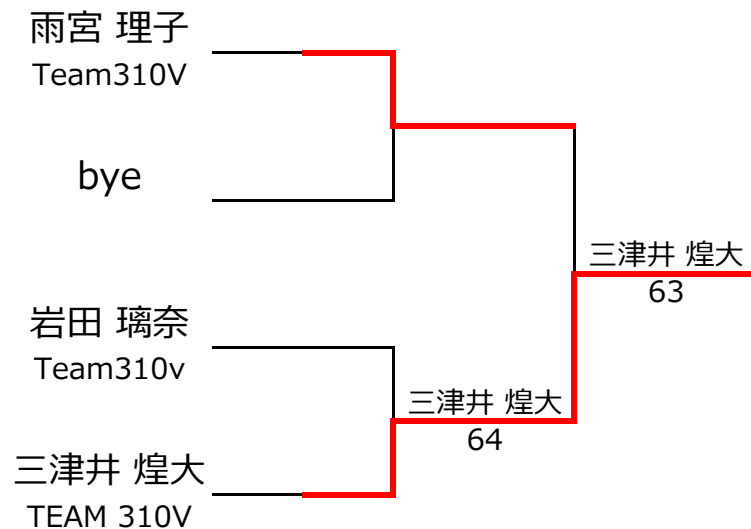 雨宮 理子
Team310V
bye
三津井 煌大
63
岩田 璃奈
Team310v
三津井 煌大
64
三津井 煌大
TEAM 310V